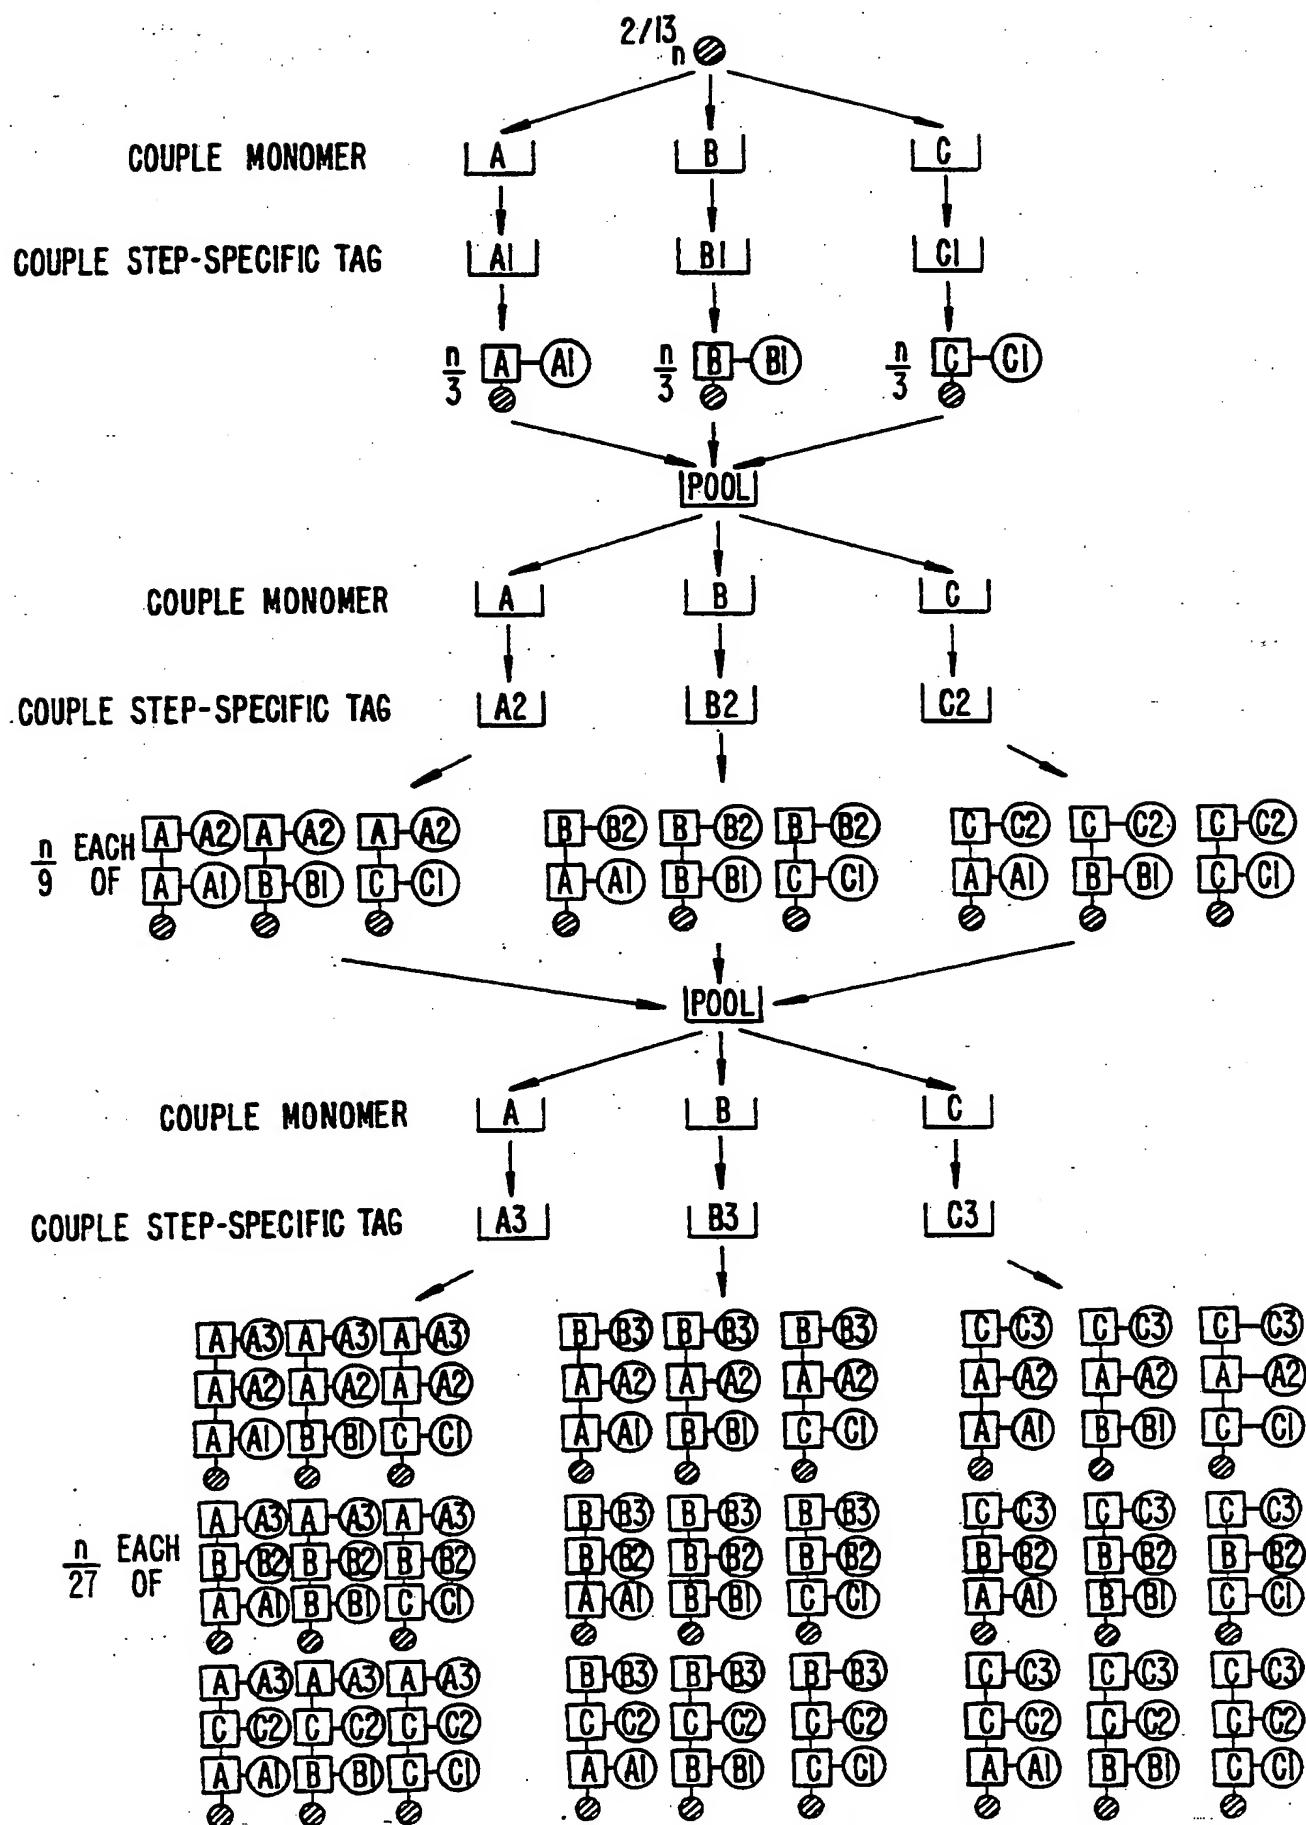 2/13
n
COUPLE MONOMER A B C
COUPLE STEP-SPECIFIC TAG A1 B1 C1
n/3 A A1 n/3 B B1 n/3 C C1
POOL
COUPLE MONOMER A B C
COUPLE STEP-SPECIFIC TAG A2 B2 C2
n/9 EACH OF
A A2 A A2 A A2 B B2 B B2 B B2 C C2 C C2 C C2
A A1 B B1 C C1 A A1 B B1 C C1 A A1 B B1 C C1
POOL
COUPLE MONOMER A B C
COUPLE STEP-SPECIFIC TAG A3 B3 C3
A A3 A A3 A A3 B B3 B B3 B B3 C C3 C C3 C C3
A A2 A A2 A A2 A A2 A A2 A A2 A A2 A A2 A A2
A A1 B B1 C C1 A A1 B B1 C C1 A A1 B B1 C C1
n/27 EACH OF
A A3 A A3 A A3 B B3 B B3 B B3 C C3 C C3 C C3
B B2 B B2 B B2 B B2 B B2 B B2 B B2 B B2 B B2
A A1 B B1 C C1 A A1 B B1 C C1 A A1 B B1 C C1
A A3 A A3 A A3 B B3 B B3 B B3 C C3 C C3 C C3
C C2 C C2 C C2 C C2 C C2 C C2 C C2 C C2 C C2
A A1 B B1 C C1 A A1 B B1 C C1 A A1 B B1 C C1